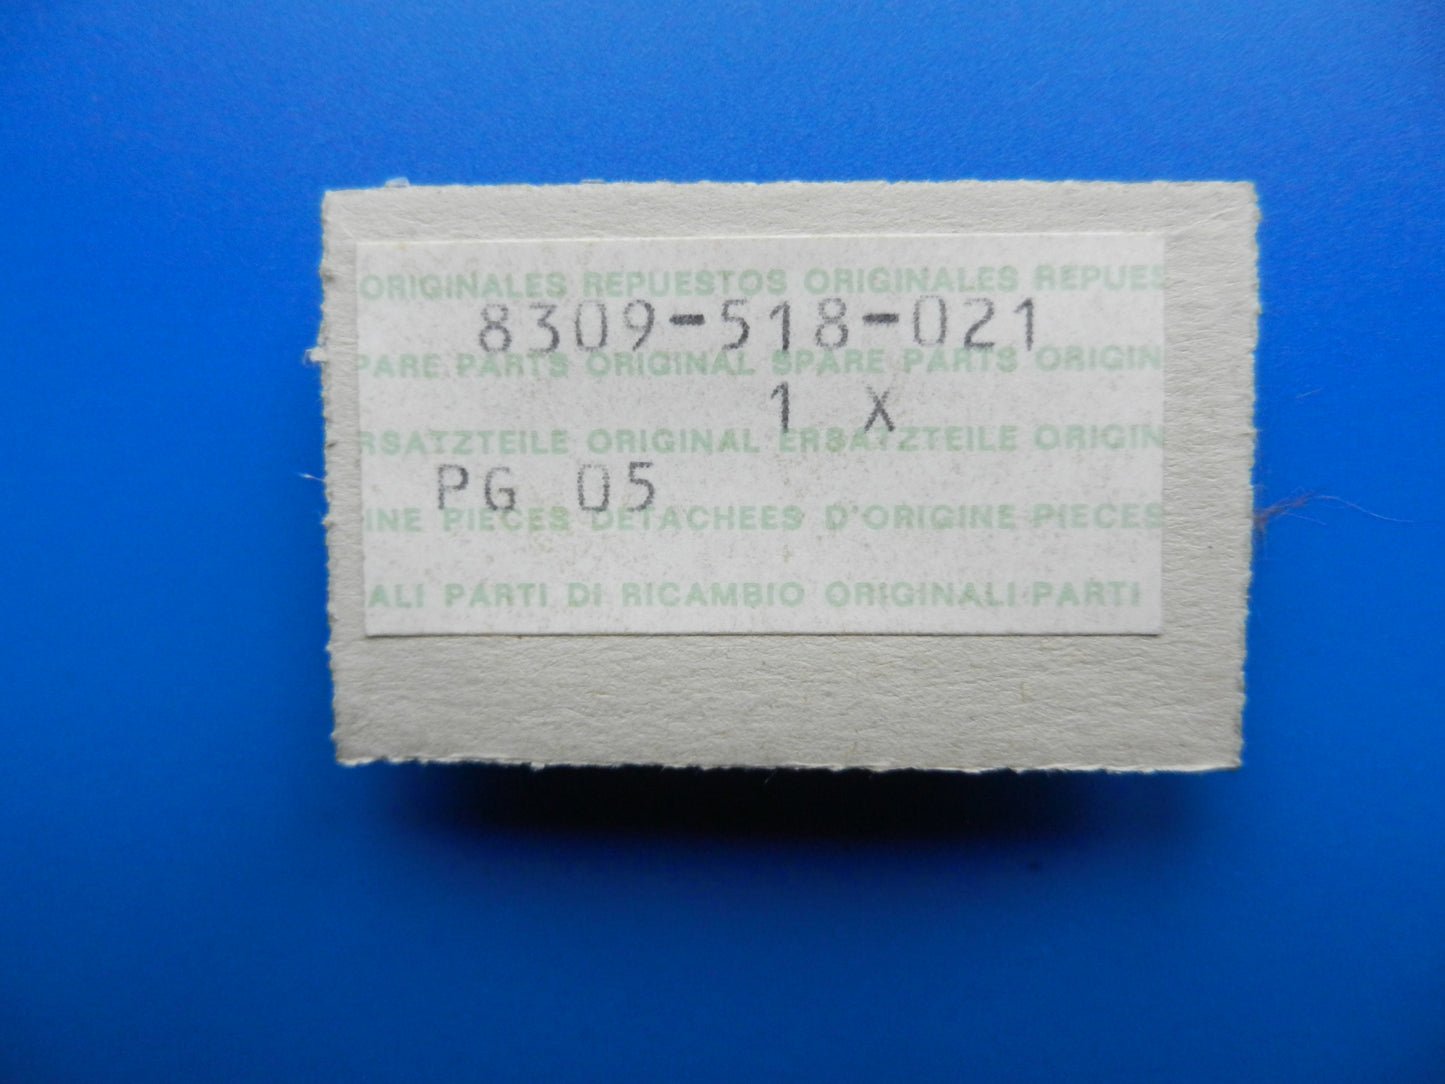 ORIGINALES REPUESTOS ORIGINALES REPUES
8309-518-021
PARE PARTS ORIGINAL SPARE PARTS ORIGIN
1 X
RSATZTEILE ORIGINAL ERSATZTEILE ORIGIN
PG 05
INE PIECES DETACHEES D'ORIGINE PIECES
ALI PARTI DI RICAMBIO ORIGINALI PARTI